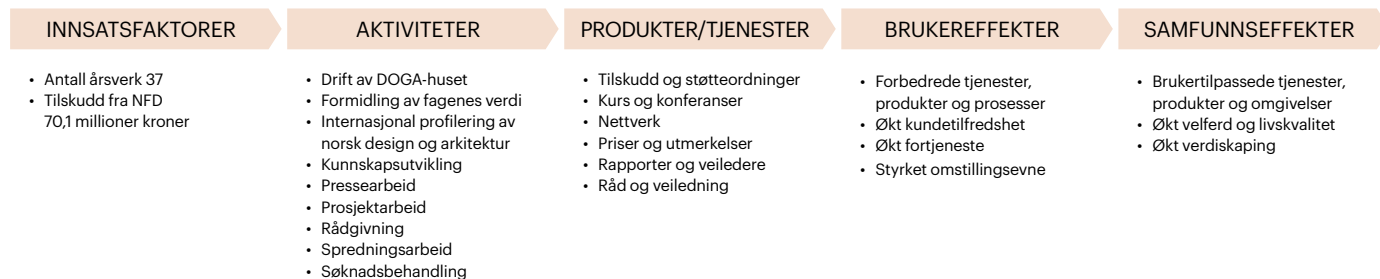 INNSATSFAKTORER
• Antall årsverk 37
• Tilskudd fra NFD
70,1 millioner kroner
AKTIVITETER
• Drift av DOGA-huset
• Formidling av fagenes verdi
• Internasjonal profilering av
norsk design og arkitektur
• Kunnskapsutvikling
• Pressearbeid
• Prosjektarbeid
• Rådgivning
• Spredningsarbeid
• Søknadsbehandling
PRODUKTER/TJENESTER
• Tilskudd og støtteordninger
• Kurs og konferanser
• Nettverk
• Priser og utmerkelser
• Rapporter og veiledere
• Råd og veiledning
BRUKEREFFEKTER
• Forbedrede tjenester,
produkter og prosesser
• Økt kundetilfredshet
• Økt fortjeneste
• Styrket omstillingsevne
SAMFUNNSEFFEKTER
• Brukertilpassede tjenester,
produkter og omgivelser
• Økt velferd og livskvalitet
• Økt verdiskaping